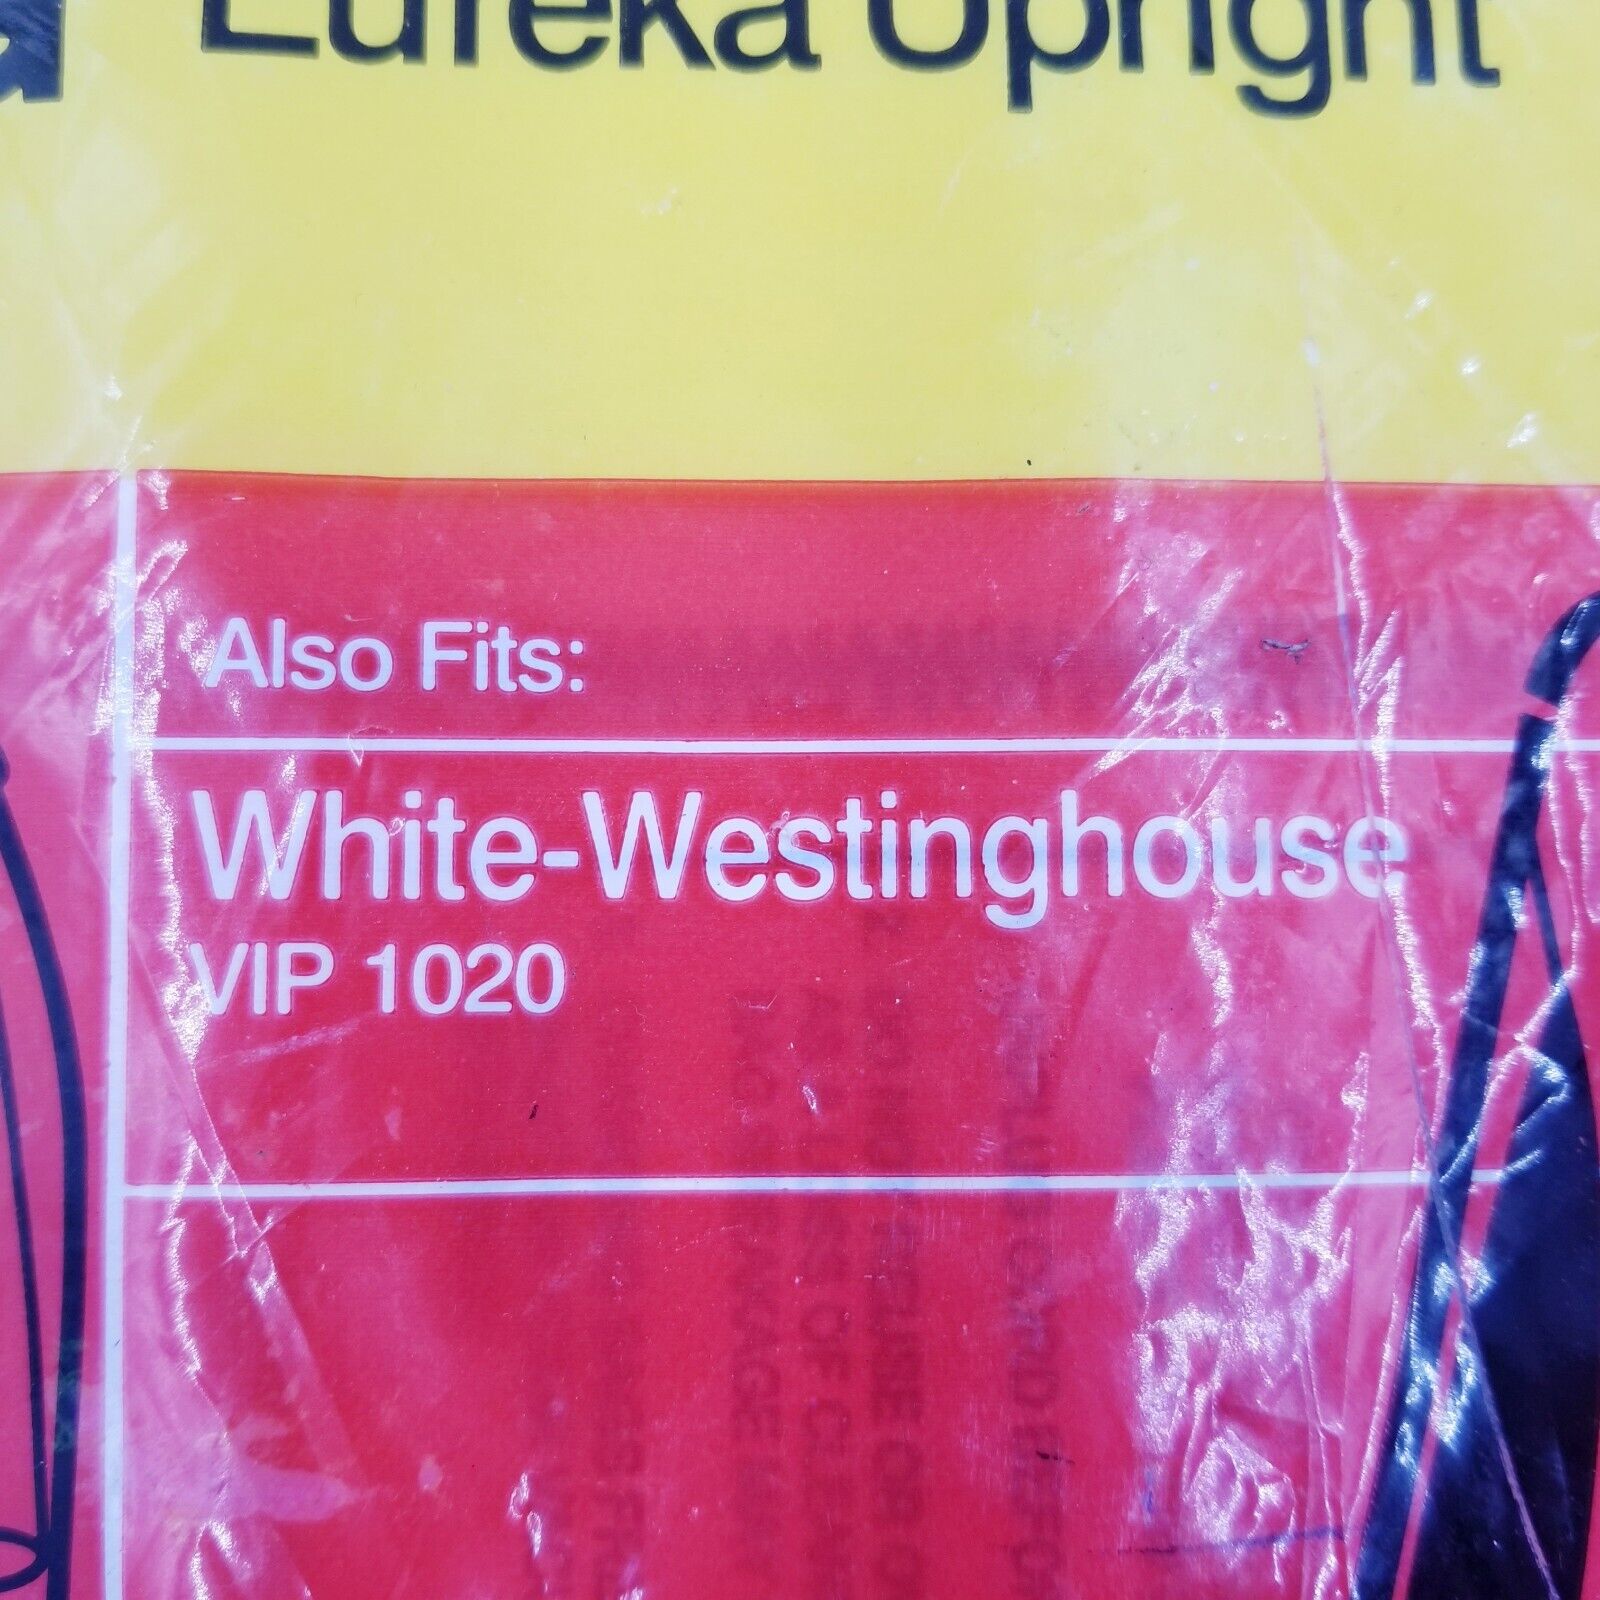 Eureka Upright
Also Fits:
White-Westinghouse
VIP 1020